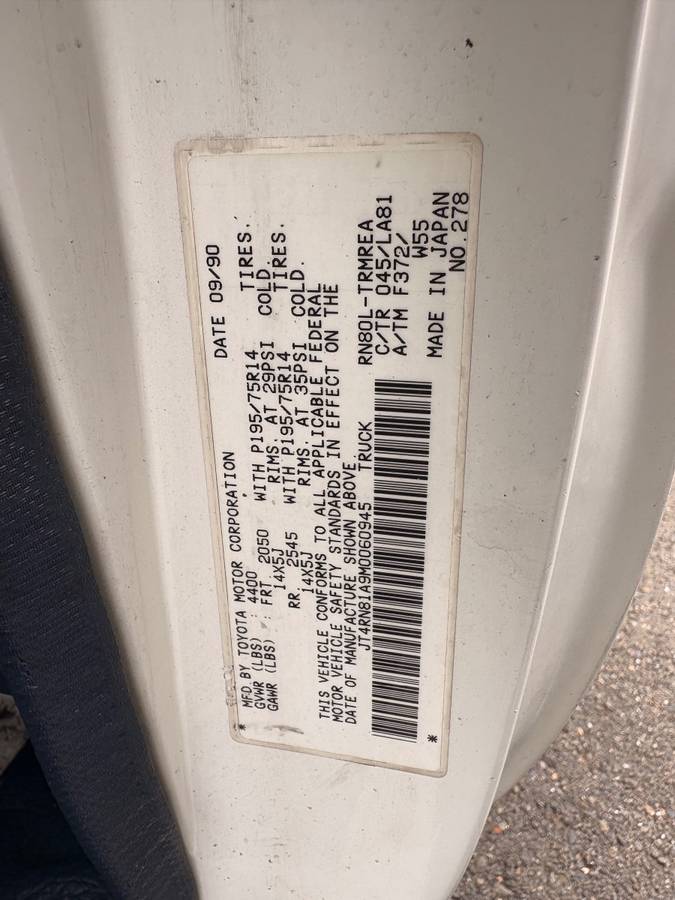 MFD. BY TOYOTA MOTOR CORPORATION DATE 09/90
GVWR (LBS) : 4400
GAWR (LBS) : FRT 2050 WITH P195/75R14 TIRES.
14X5J RIMS. AT 29PSI COLD.
RR. 2545 WITH P195/75R14 TIRES.
14X5J RIMS. AT 35PSI COLD.
THIS VEHICLE CONFORMS TO ALL APPLICABLE FEDERAL
MOTOR VEHICLE SAFETY STANDARDS IN EFFECT ON THE
DATE OF MANUFACTURE SHOWN ABOVE.
JT4RN81A9M0060945 TRUCK
RN80L-TRMREA
C/TR 045/LA81
A/TM F372/
W55
MADE IN JAPAN
NO.278